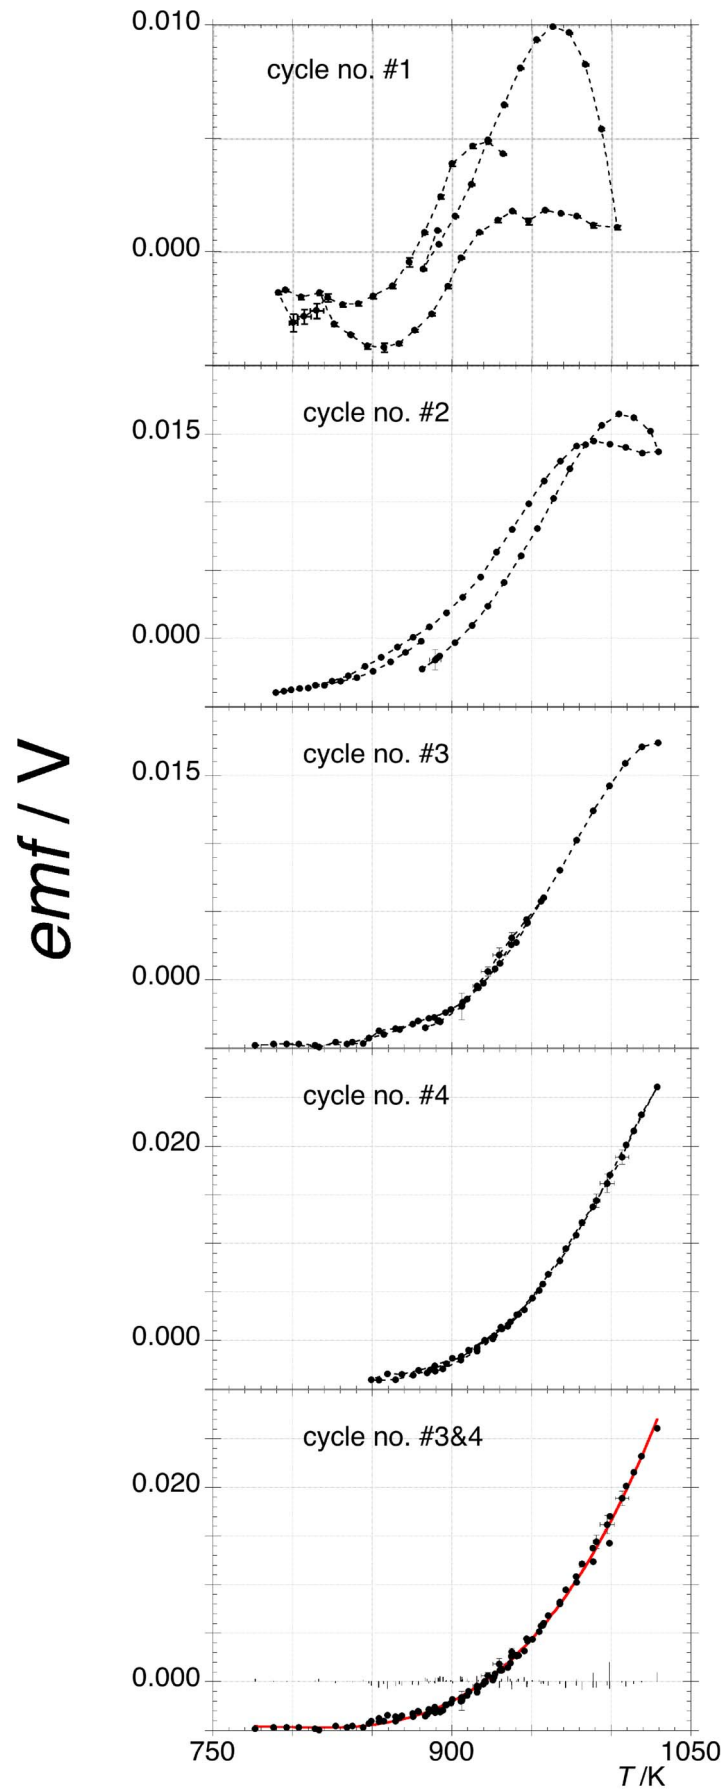 0.010
cycle no. #1
0.000
cycle no. #2
0.015
0.000
cycle no. #3
0.015
0.000
emf / V
cycle no. #4
0.020
0.000
cycle no. #3&4
0.020
0.000
750 900 1050
T /K